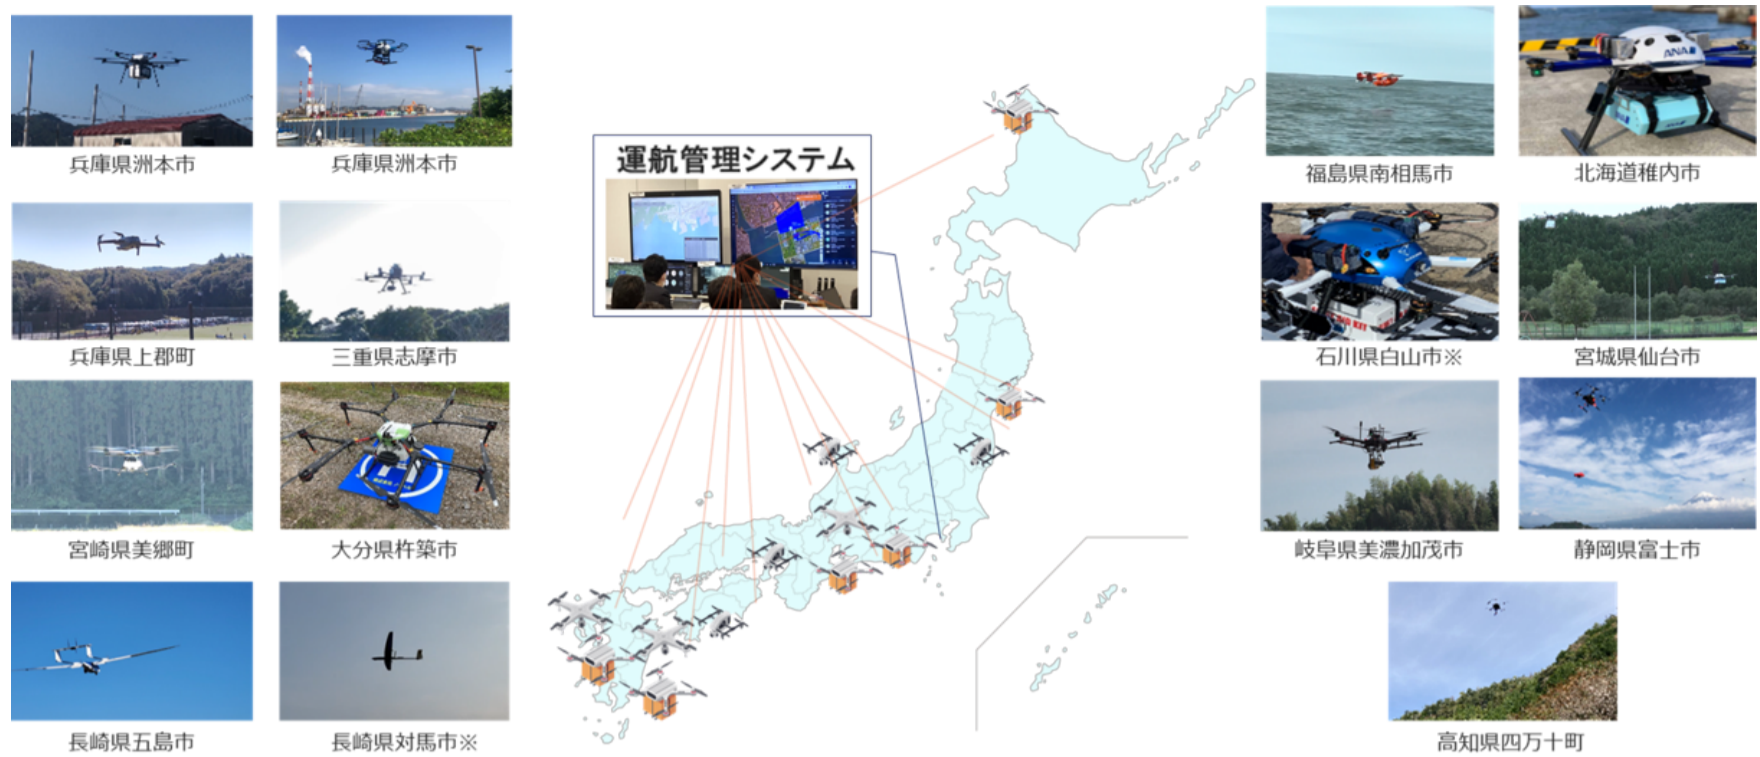 兵庫県洲本市
兵庫県洲本市
兵庫県上郡町
三重県志摩市
宮崎県美郷町
大分県杵築市
長崎県五島市
長崎県対馬市※
運航管理システム
福島県南相馬市
北海道稚内市
ANA
石川県白山市※
宮城県仙台市
岐阜県美濃加茂市
静岡県富士市
高知県四万十町